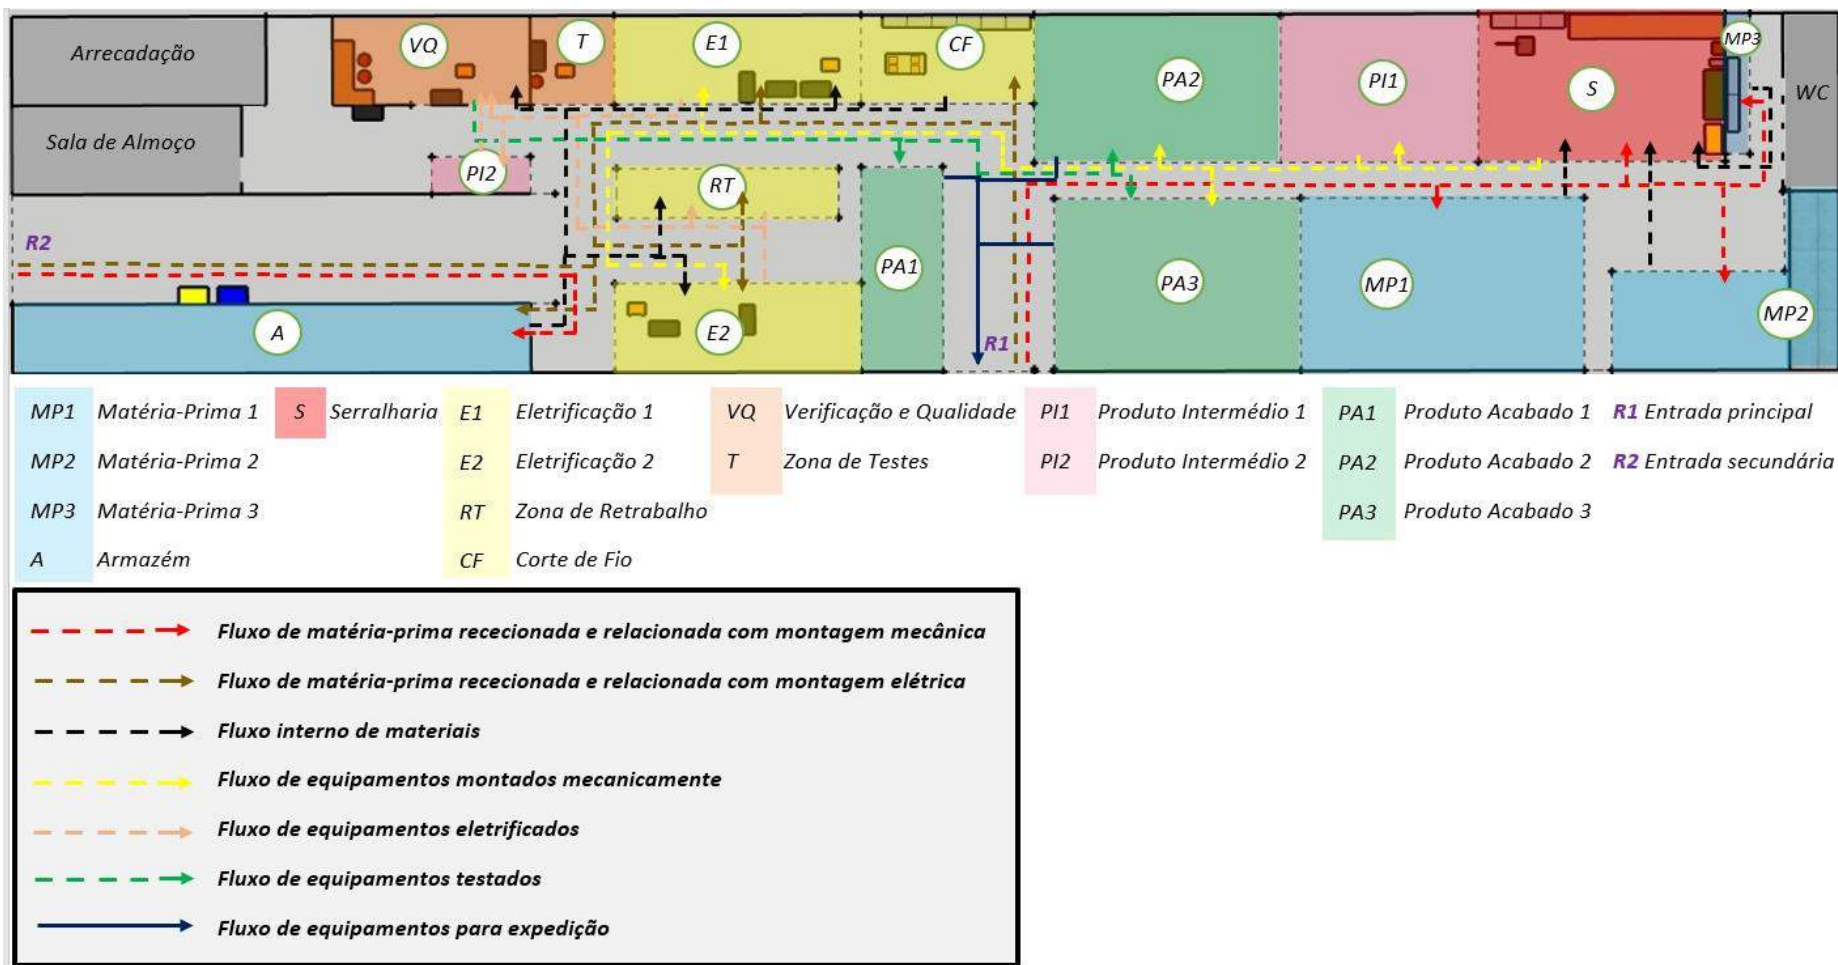 Arrecadação
VQ
T
E1
CF
PA2
PI1
S
MP3
WC
Sala de Almoço
PI2
RT
R2
PA1
PA3
MP1
MP2
A
E2
R1
MP1 Matéria-Prima 1 S Serralharia E1 Eletrificação 1 VQ Verificação e Qualidade PI1 Produto Intermédio 1 PA1 Produto Acabado 1 R1 Entrada principal
MP2 Matéria-Prima 2 E2 Eletrificação 2 T Zona de Testes PI2 Produto Intermédio 2 PA2 Produto Acabado 2 R2 Entrada secundária
MP3 Matéria-Prima 3 RT Zona de Retrabalho PA3 Produto Acabado 3
A Armazém CF Corte de Fio
Fluxo de matéria-prima rececionada e relacionada com montagem mecânica
Fluxo de matéria-prima rececionada e relacionada com montagem elétrica
Fluxo interno de materiais
Fluxo de equipamentos montados mecanicamente
Fluxo de equipamentos eletrificados
Fluxo de equipamentos testados
Fluxo de equipamentos para expedição